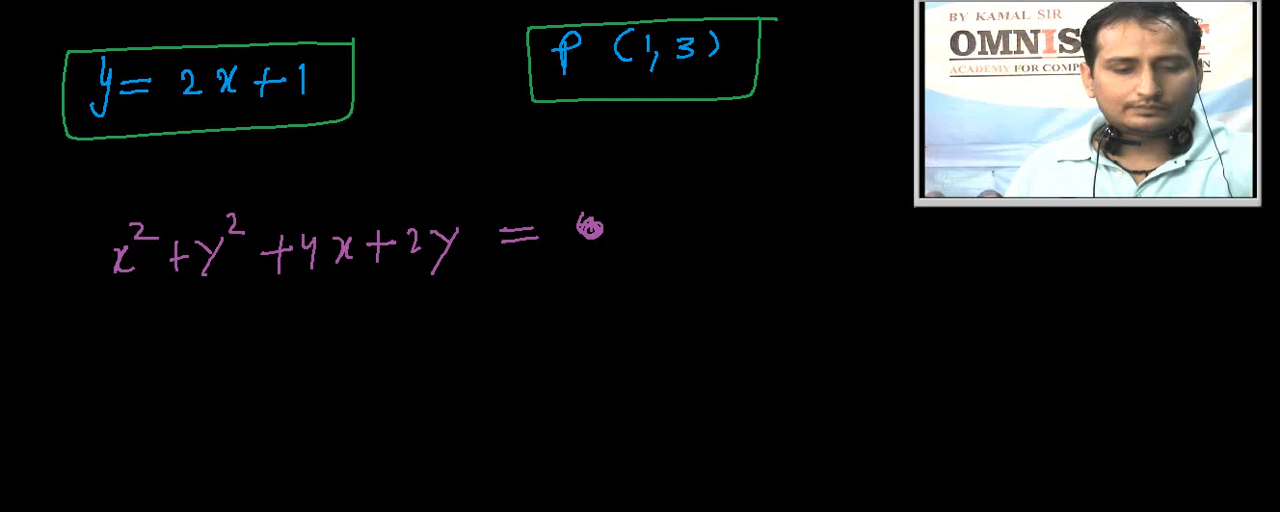 y = 2x + 1
P (1, 3)
x² + y² + 4x + 2y =
BY KAMAL SIR
OMNIS
ACADEMY FOR COMP